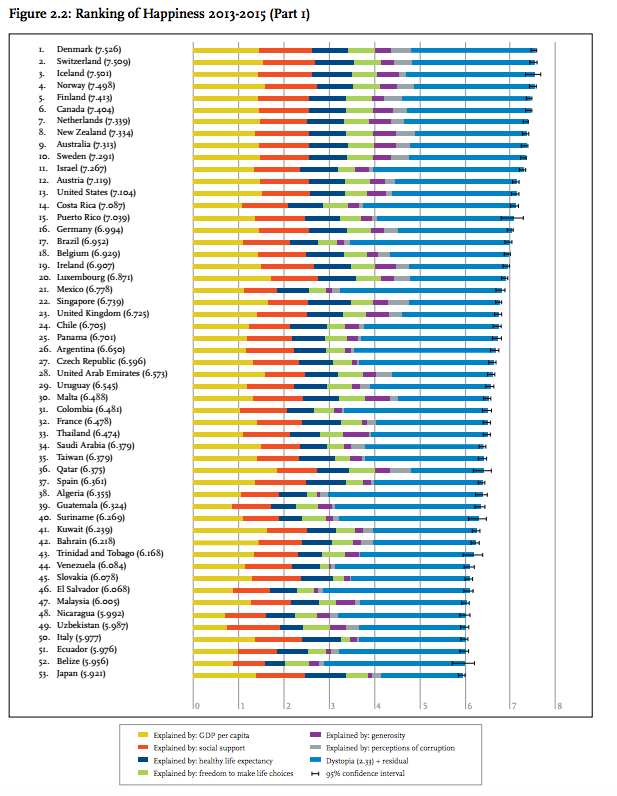 Figure 2.2: Ranking of Happiness 2013-2015 (Part 1)
1. Denmark (7.526)
2. Switzerland (7.509)
3. Iceland (7.501)
4. Norway (7.498)
5. Finland (7.413)
6. Canada (7.404)
7. Netherlands (7.339)
8. New Zealand (7.334)
9. Australia (7.313)
10. Sweden (7.291)
11. Israel (7.267)
12. Austria (7.119)
13. United States (7.104)
14. Costa Rica (7.087)
15. Puerto Rico (7.039)
16. Germany (6.994)
17. Brazil (6.952)
18. Belgium (6.929)
19. Ireland (6.907)
20. Luxembourg (6.871)
21. Mexico (6.778)
22. Singapore (6.739)
23. United Kingdom (6.725)
24. Chile (6.705)
25. Panama (6.701)
26. Argentina (6.650)
27. Czech Republic (6.596)
28. United Arab Emirates (6.573)
29. Uruguay (6.545)
30. Malta (6.488)
31. Colombia (6.481)
32. France (6.478)
33. Thailand (6.474)
34. Saudi Arabia (6.379)
35. Taiwan (6.379)
36. Qatar (6.375)
37. Spain (6.361)
38. Algeria (6.355)
39. Guatemala (6.324)
40. Suriname (6.269)
41. Kuwait (6.239)
42. Bahrain (6.218)
43. Trinidad and Tobago (6.168)
44. Venezuela (6.084)
45. Slovakia (6.078)
46. El Salvador (6.068)
47. Malaysia (6.005)
48. Nicaragua (5.992)
49. Uzbekistan (5.987)
50. Italy (5.977)
51. Ecuador (5.976)
52. Belize (5.956)
53. Japan (5.921)
0 1 2 3 4 5 6 7 8
Explained by: GDP per capita
Explained by: social support
Explained by: healthy life expectancy
Explained by: freedom to make life choices
Explained by: generosity
Explained by: perceptions of corruption
Dystopia (2.33) + residual
95% confidence interval